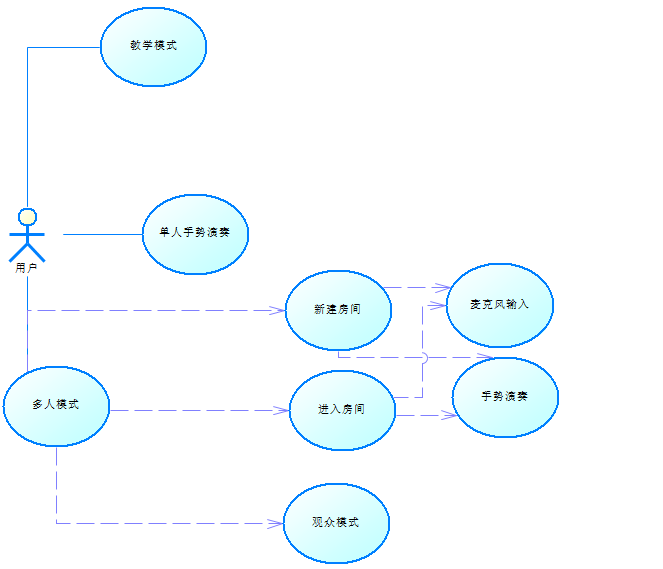 教学模式
单人手势演奏
用户
新建房间
麦克风输入
多人模式
进入房间
手势演奏
观众模式